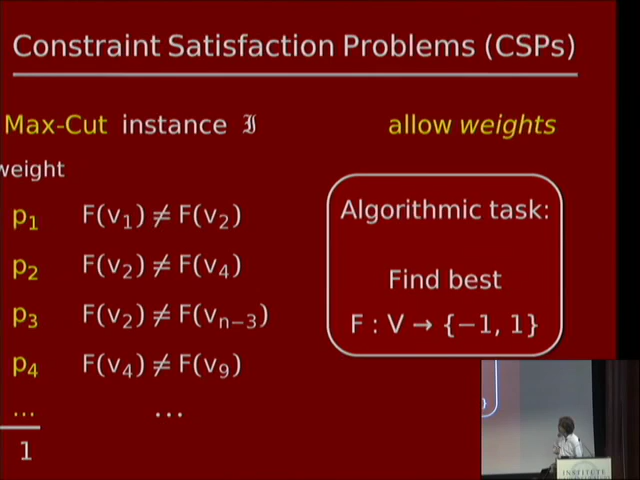 Constraint Satisfaction Problems (CSPs)
Max-Cut instance ℑ
allow weights
weight
p₁ F(v₁) ≠ F(v₂)
p₂ F(v₂) ≠ F(v₄)
p₃ F(v₂) ≠ F(vₙ₋₃)
p₄ F(v₄) ≠ F(v₉)
... ...
1
Algorithmic task:
Find best
F : V → {−1, 1}
INSTITUTE